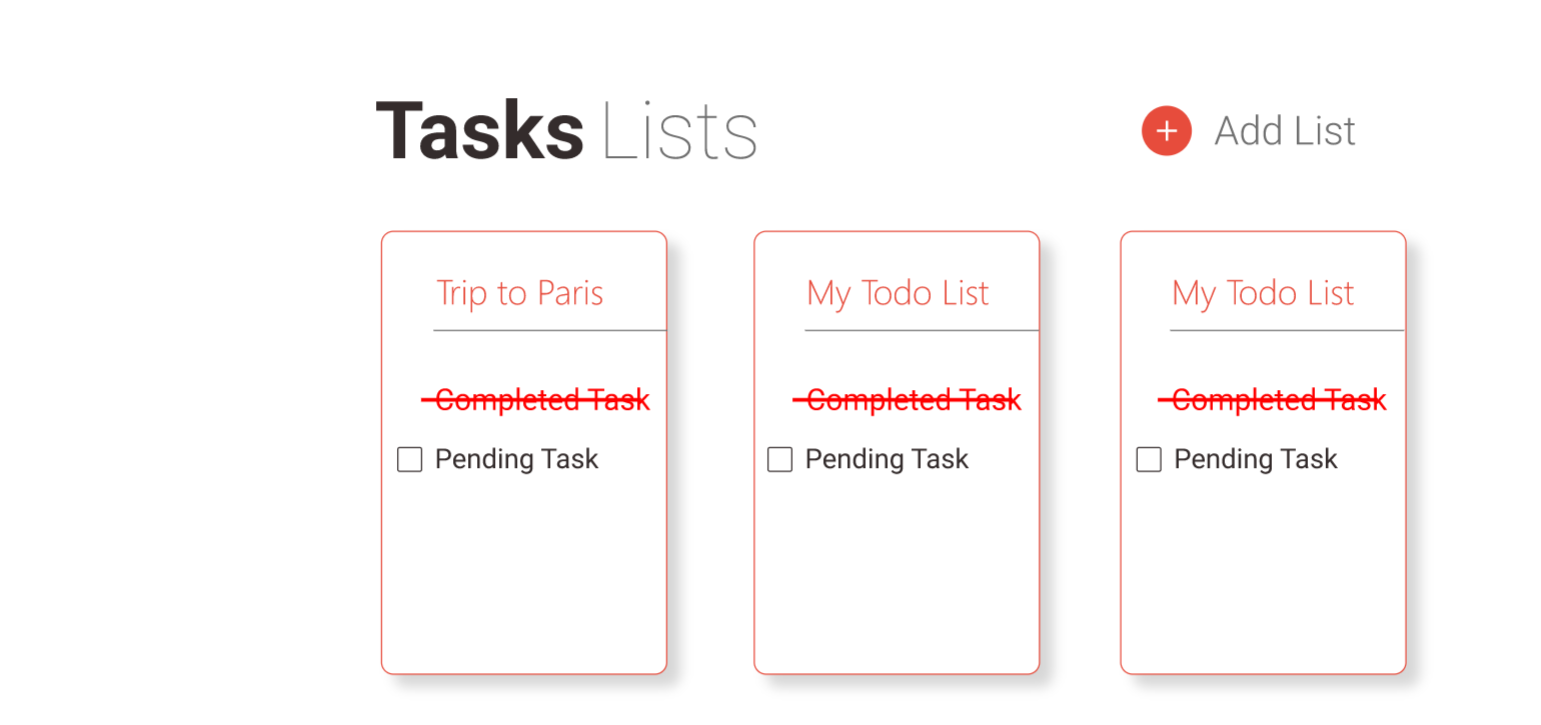 Tasks Lists
+ Add List
Trip to Paris
Completed Task
Pending Task
My Todo List
Completed Task
Pending Task
My Todo List
Completed Task
Pending Task